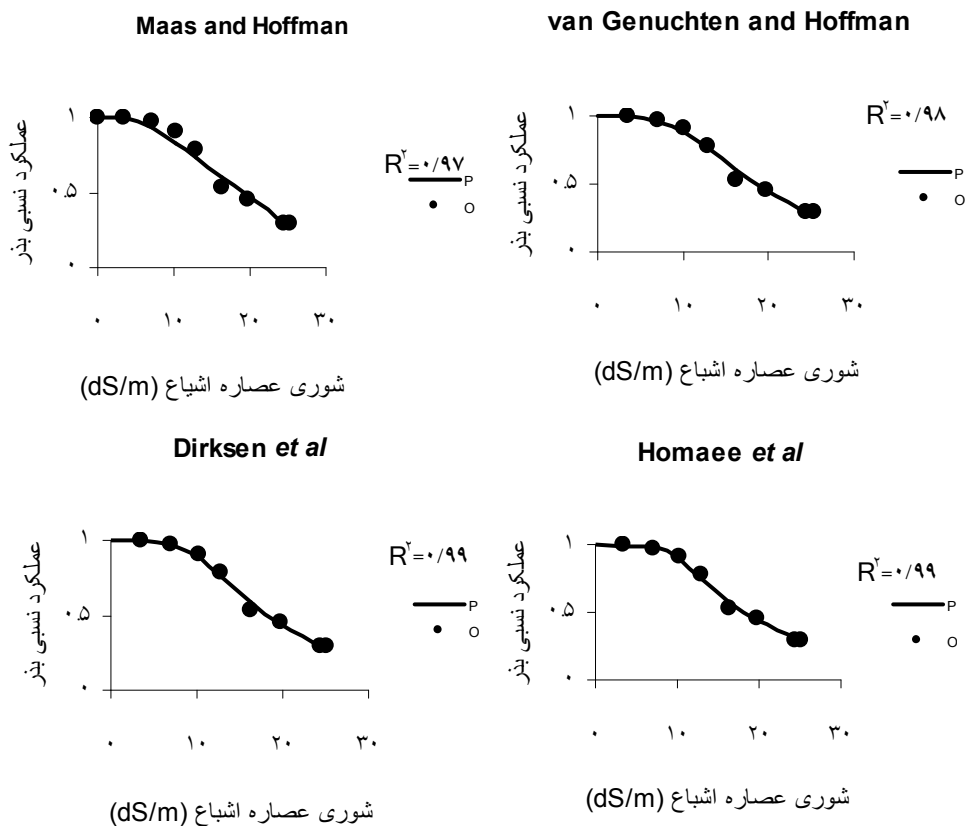 Maas and Hoffman
عملکرد نسبی بذر
۱
۰.۵
۰
۰ ۱۰ ۲۰ ۳۰
R۲=۰/۹۷
P
O
شوری عصاره اشباع (dS/m)
van Genuchten and Hoffman
عملکرد نسبی بذر
۱
۰.۵
۰
۰ ۱۰ ۲۰ ۳۰
R۲=۰/۹۸
P
O
شوری عصاره اشباع (dS/m)
Dirksen et al
عملکرد نسبی بذر
۱
۰.۵
۰
۰ ۱۰ ۲۰ ۳۰
R۲=۰/۹۹
P
O
شوری عصاره اشباع (dS/m)
Homaee et al
عملکرد نسبی بذر
۱
۰.۵
۰
۰ ۱۰ ۲۰ ۳۰
R۲=۰/۹۹
P
O
شوری عصاره اشباع (dS/m)